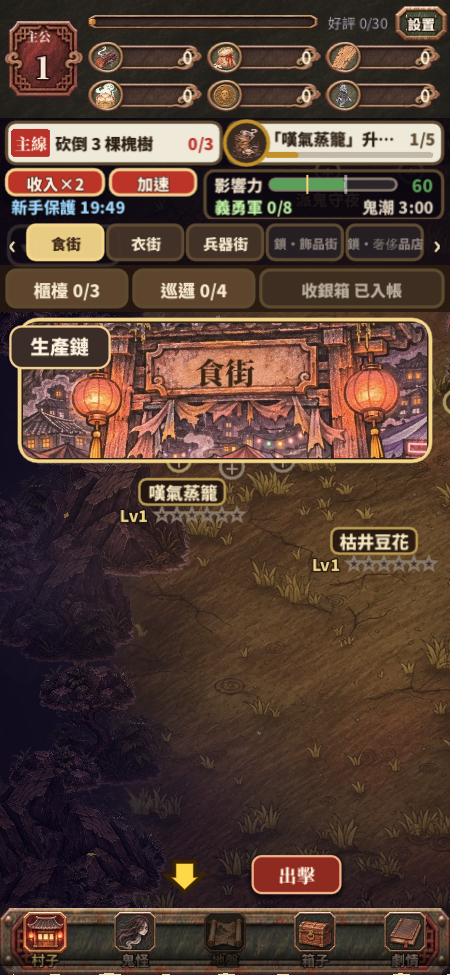 主公
1
好評 0/30
設置
0
0
0
0
0
0
主線 砍倒 3 棵槐樹 0/3
「嘆氣蒸籠」升… 1/5
收入×2
加速
影響力 60
新手保護 19:49
義勇軍 0/8
鬼潮 3:00
‹
食街
衣街
兵器街
鎖・飾品街
鎖・奢侈品店
›
櫃檯 0/3
巡邏 0/4
收銀箱 已入帳
生產鏈
食街
嘆氣蒸籠
Lv1 ☆☆☆☆☆☆
枯井豆花
Lv1 ☆☆☆☆☆☆
出擊
村子
鬼怪
地盤
箱子
劇情